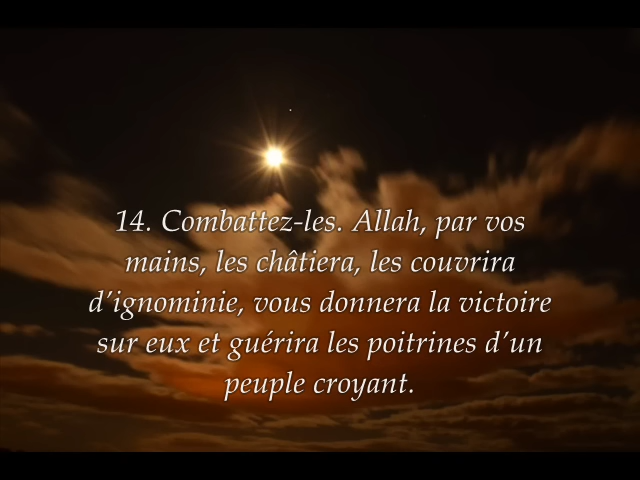 14. Combattez-les. Allah, par vos
mains, les châtiera, les couvrira
d’ignominie, vous donnera la victoire
sur eux et guérira les poitrines d’un
peuple croyant.